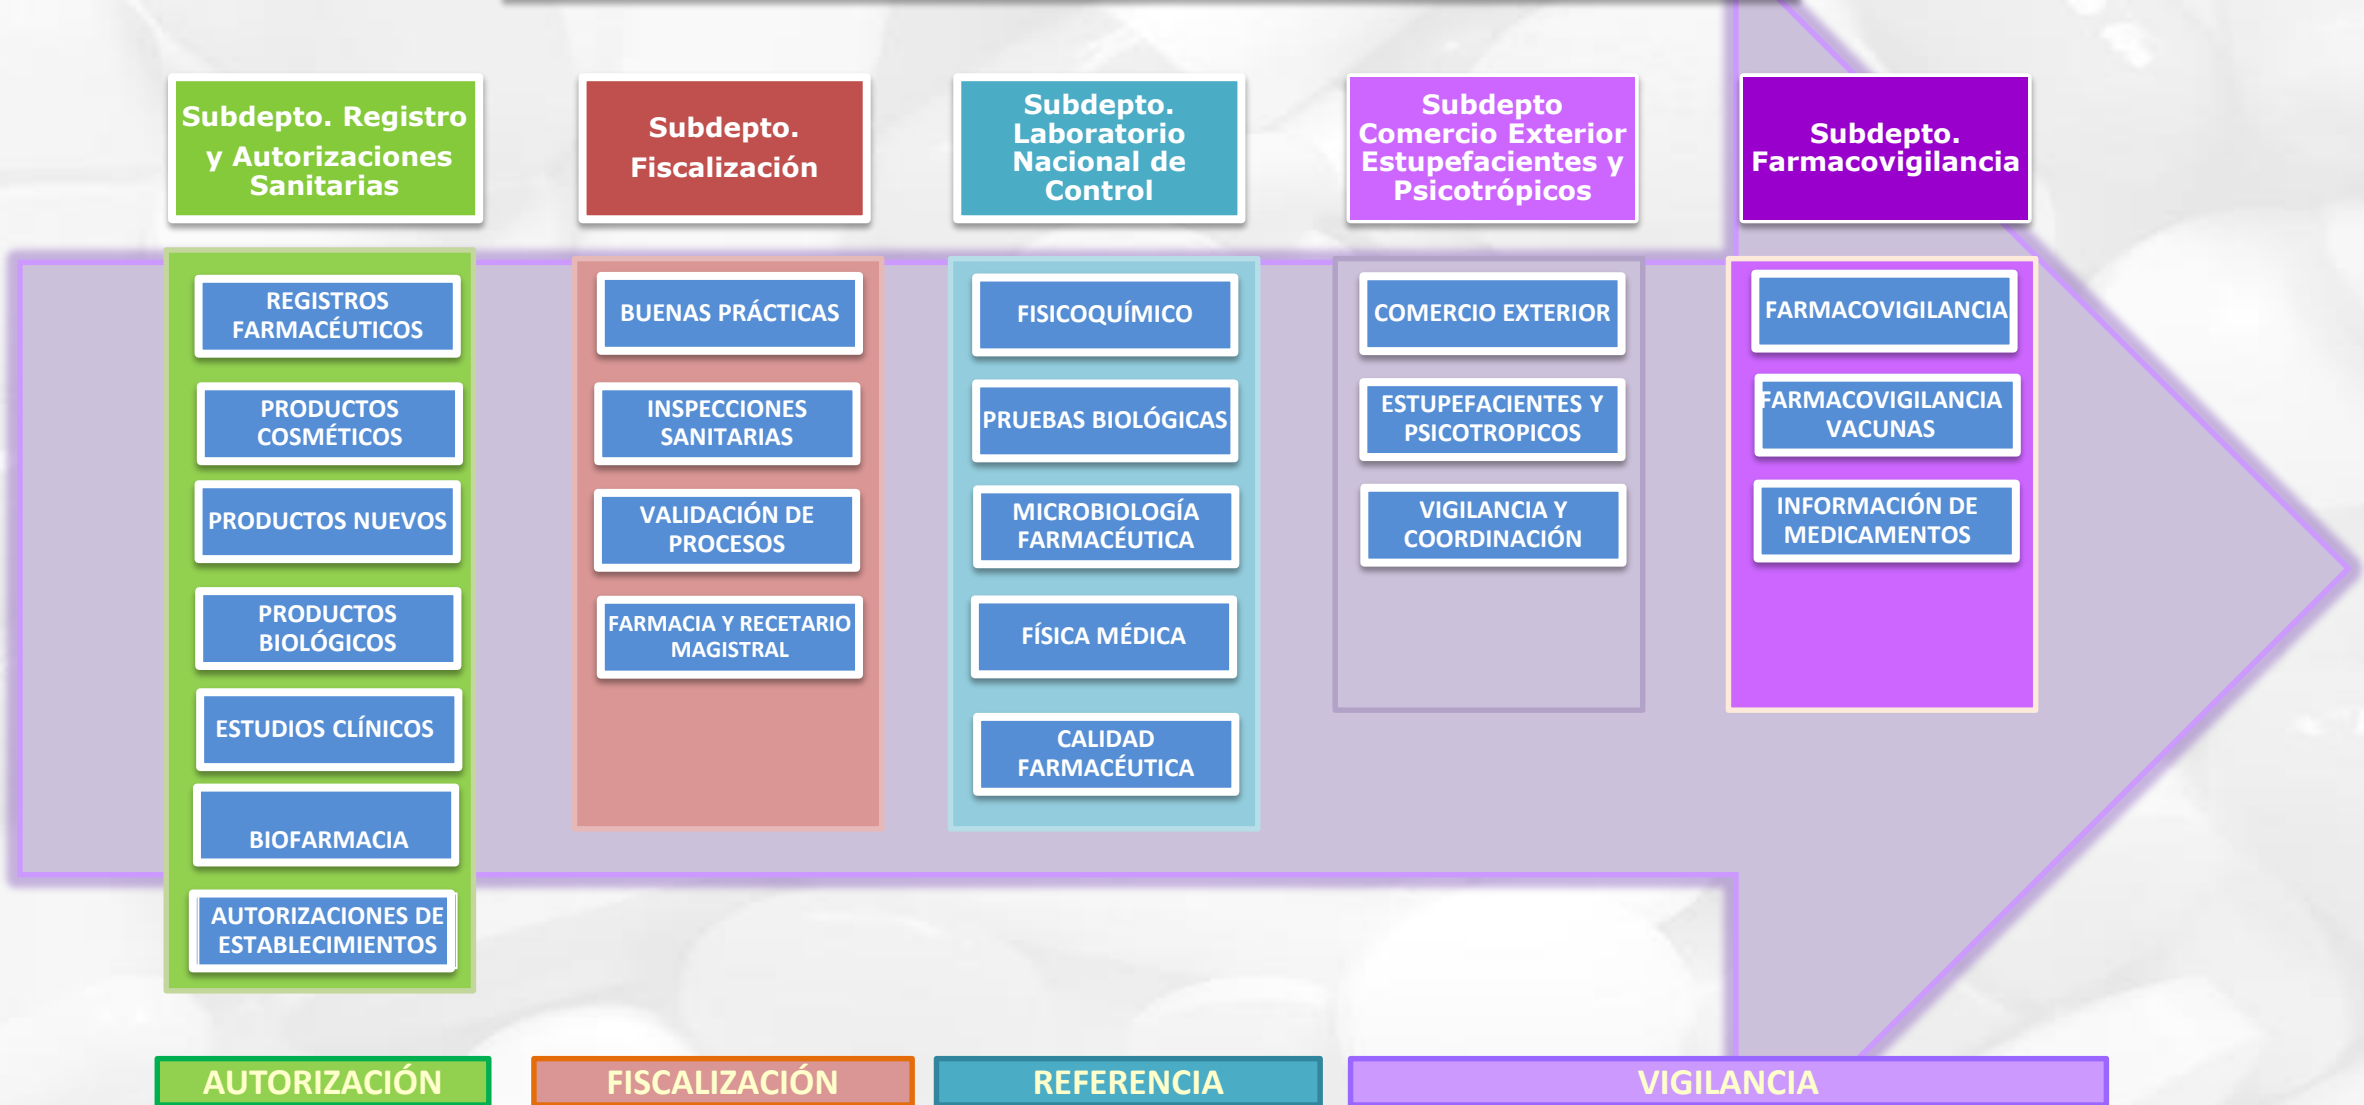 Subdepto. Registro
y Autorizaciones
Sanitarias
Subdepto.
Fiscalización
Subdepto.
Laboratorio
Nacional de
Control
Subdepto
Comercio Exterior
Estupefacientes y
Psicotrópicos
Subdepto.
Farmacovigilancia
REGISTROS
FARMACÉUTICOS
PRODUCTOS
COSMÉTICOS
PRODUCTOS NUEVOS
PRODUCTOS
BIOLÓGICOS
ESTUDIOS CLÍNICOS
BIOFARMACIA
AUTORIZACIONES DE
ESTABLECIMIENTOS
BUENAS PRÁCTICAS
INSPECCIONES
SANITARIAS
VALIDACIÓN DE
PROCESOS
FARMACIA Y RECETARIO
MAGISTRAL
FISICOQUÍMICO
PRUEBAS BIOLÓGICAS
MICROBIOLOGÍA
FARMACÉUTICA
FÍSICA MÉDICA
CALIDAD
FARMACÉUTICA
COMERCIO EXTERIOR
ESTUPEFACIENTES Y
PSICOTROPICOS
VIGILANCIA Y
COORDINACIÓN
FARMACOVIGILANCIA
FARMACOVIGILANCIA
VACUNAS
INFORMACIÓN DE
MEDICAMENTOS
AUTORIZACIÓN
FISCALIZACIÓN
REFERENCIA
VIGILANCIA